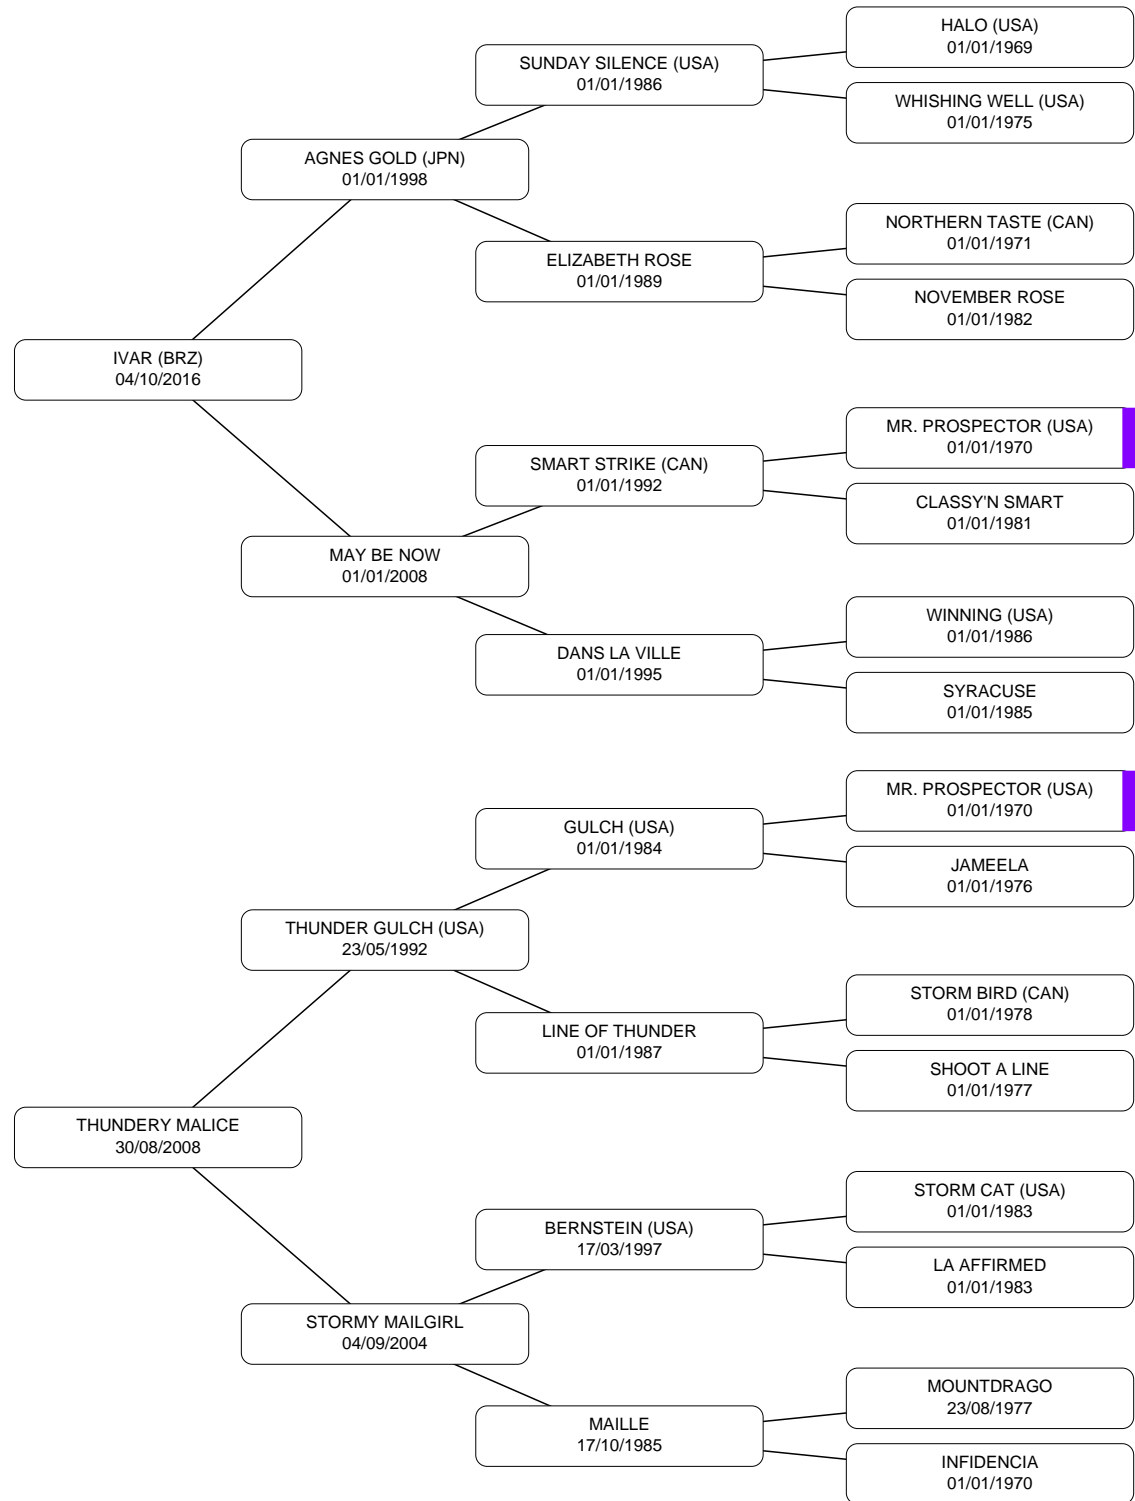 HALO (USA)
01/01/1969
SUNDAY SILENCE (USA)
01/01/1986
WHISHING WELL (USA)
01/01/1975
AGNES GOLD (JPN)
01/01/1998
NORTHERN TASTE (CAN)
01/01/1971
ELIZABETH ROSE
01/01/1989
NOVEMBER ROSE
01/01/1982
IVAR (BRZ)
04/10/2016
MR. PROSPECTOR (USA)
01/01/1970
SMART STRIKE (CAN)
01/01/1992
CLASSY'N SMART
01/01/1981
MAY BE NOW
01/01/2008
WINNING (USA)
01/01/1986
DANS LA VILLE
01/01/1995
SYRACUSE
01/01/1985
MR. PROSPECTOR (USA)
01/01/1970
GULCH (USA)
01/01/1984
JAMEELA
01/01/1976
THUNDER GULCH (USA)
23/05/1992
STORM BIRD (CAN)
01/01/1978
LINE OF THUNDER
01/01/1987
SHOOT A LINE
01/01/1977
THUNDERY MALICE
30/08/2008
STORM CAT (USA)
01/01/1983
BERNSTEIN (USA)
17/03/1997
LA AFFIRMED
01/01/1983
STORMY MAILGIRL
04/09/2004
MOUNTDRAGO
23/08/1977
MAILLE
17/10/1985
INFIDENCIA
01/01/1970